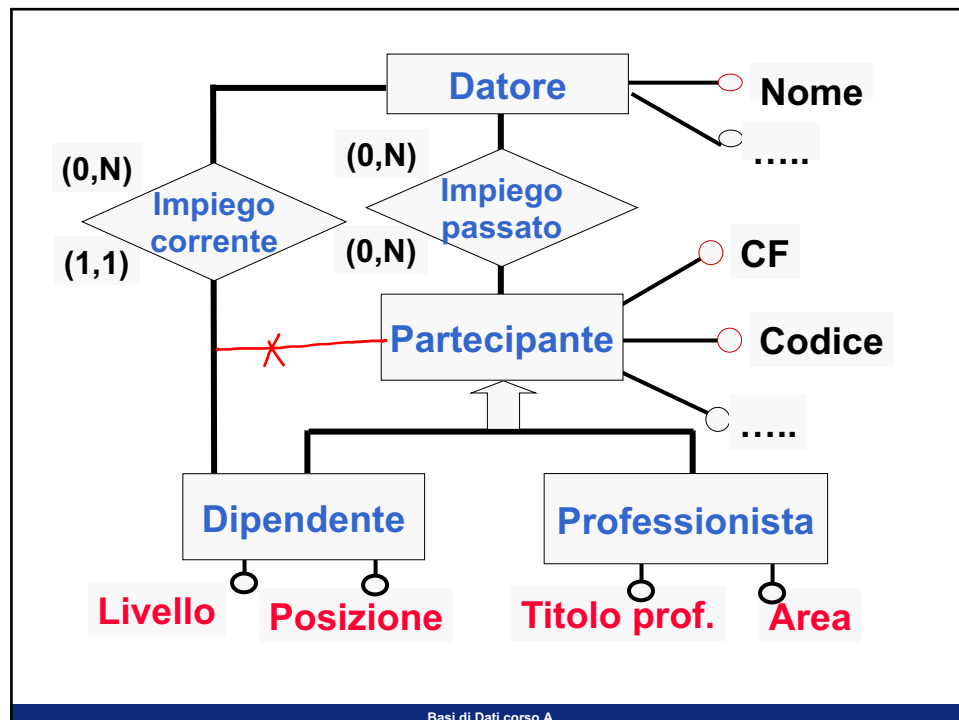 Datore
Nome
…..
(0,N)
(0,N)
Impiego
corrente
Impiego
passato
(1,1)
(0,N)
CF
Partecipante
Codice
…..
Dipendente
Professionista
Livello
Posizione
Titolo prof.
Area
Basi di Dati corso A